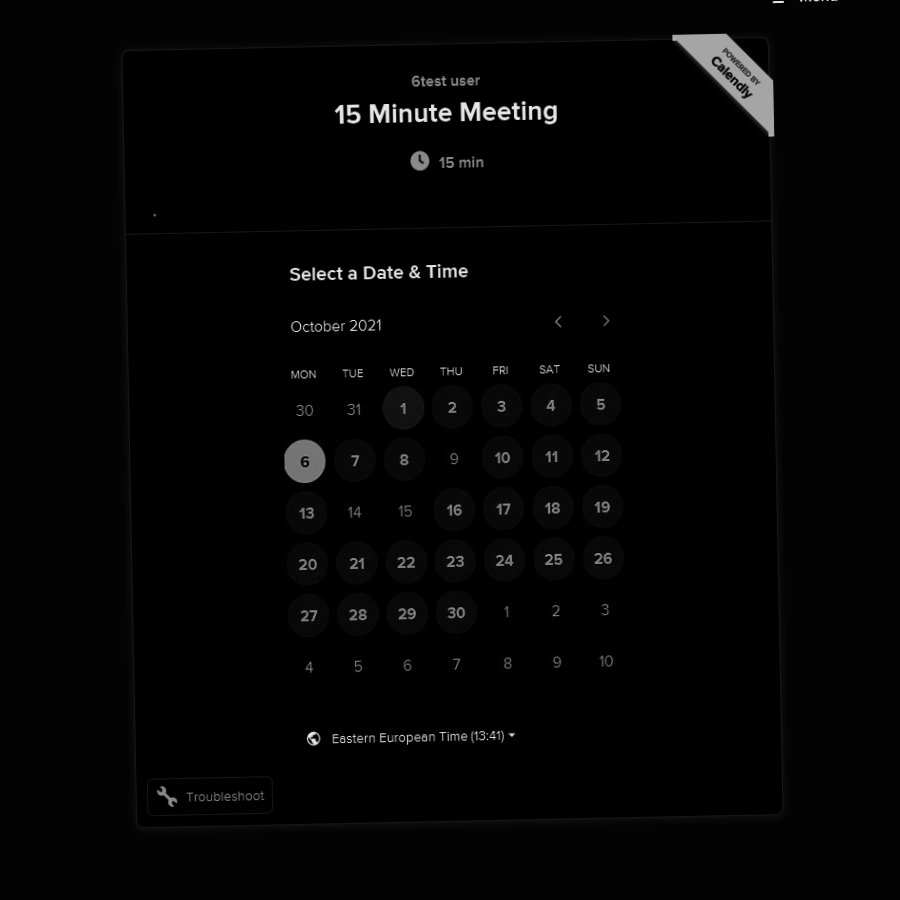 POWERED BY
Calendly
6test user
15 Minute Meeting
15 min
Select a Date & Time
October 2021
MON TUE WED THU FRI SAT SUN
30 31 1 2 3 4 5
6 7 8 9 10 11 12
13 14 15 16 17 18 19
20 21 22 23 24 25 26
27 28 29 30 1 2 3
4 5 6 7 8 9 10
Eastern European Time (13:41)
Troubleshoot